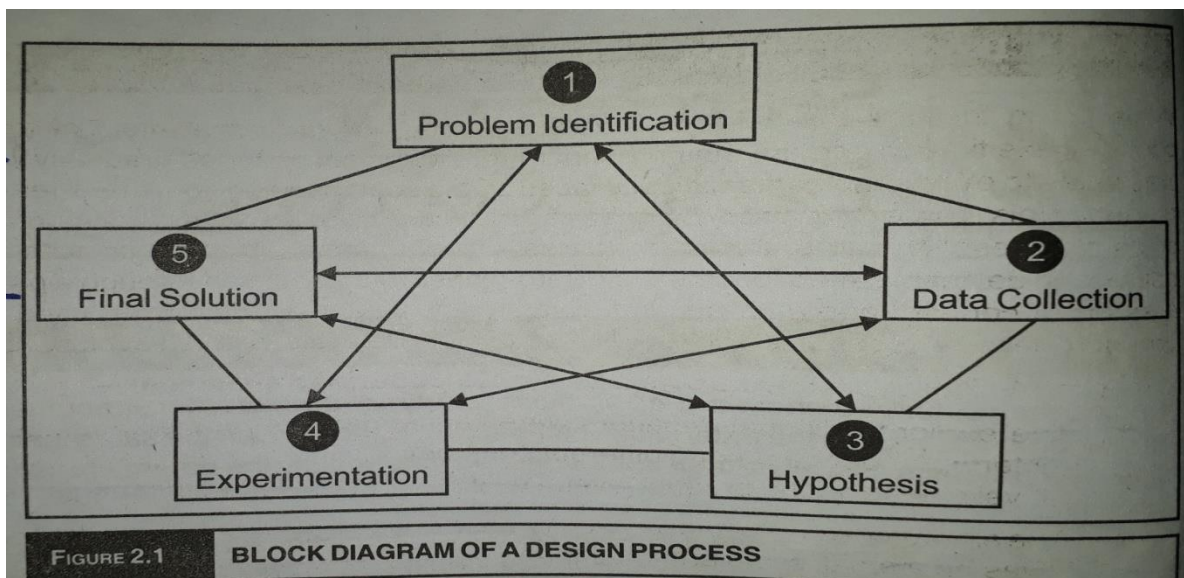 1
Problem Identification
5
Final Solution
2
Data Collection
4
Experimentation
3
Hypothesis
FIGURE 2.1 BLOCK DIAGRAM OF A DESIGN PROCESS